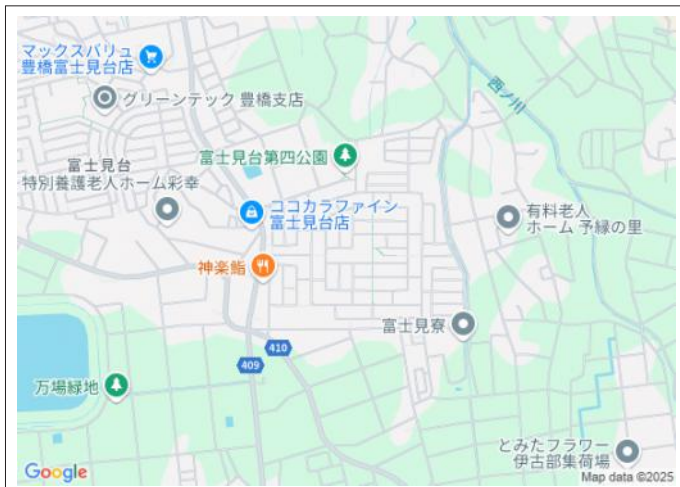 マックスバリュ
豊橋富士見台店
グリーンテック 豊橋支店
西ノ川
富士見台第四公園
富士見台
特別養護老人ホーム彩幸
ココカラファイン
富士見台店
有料老人
ホーム 予縁の里
神楽鮨
富士見寮
410
409
万場緑地
とみたフラワー
伊古部集荷場
Google
Map data ©2025